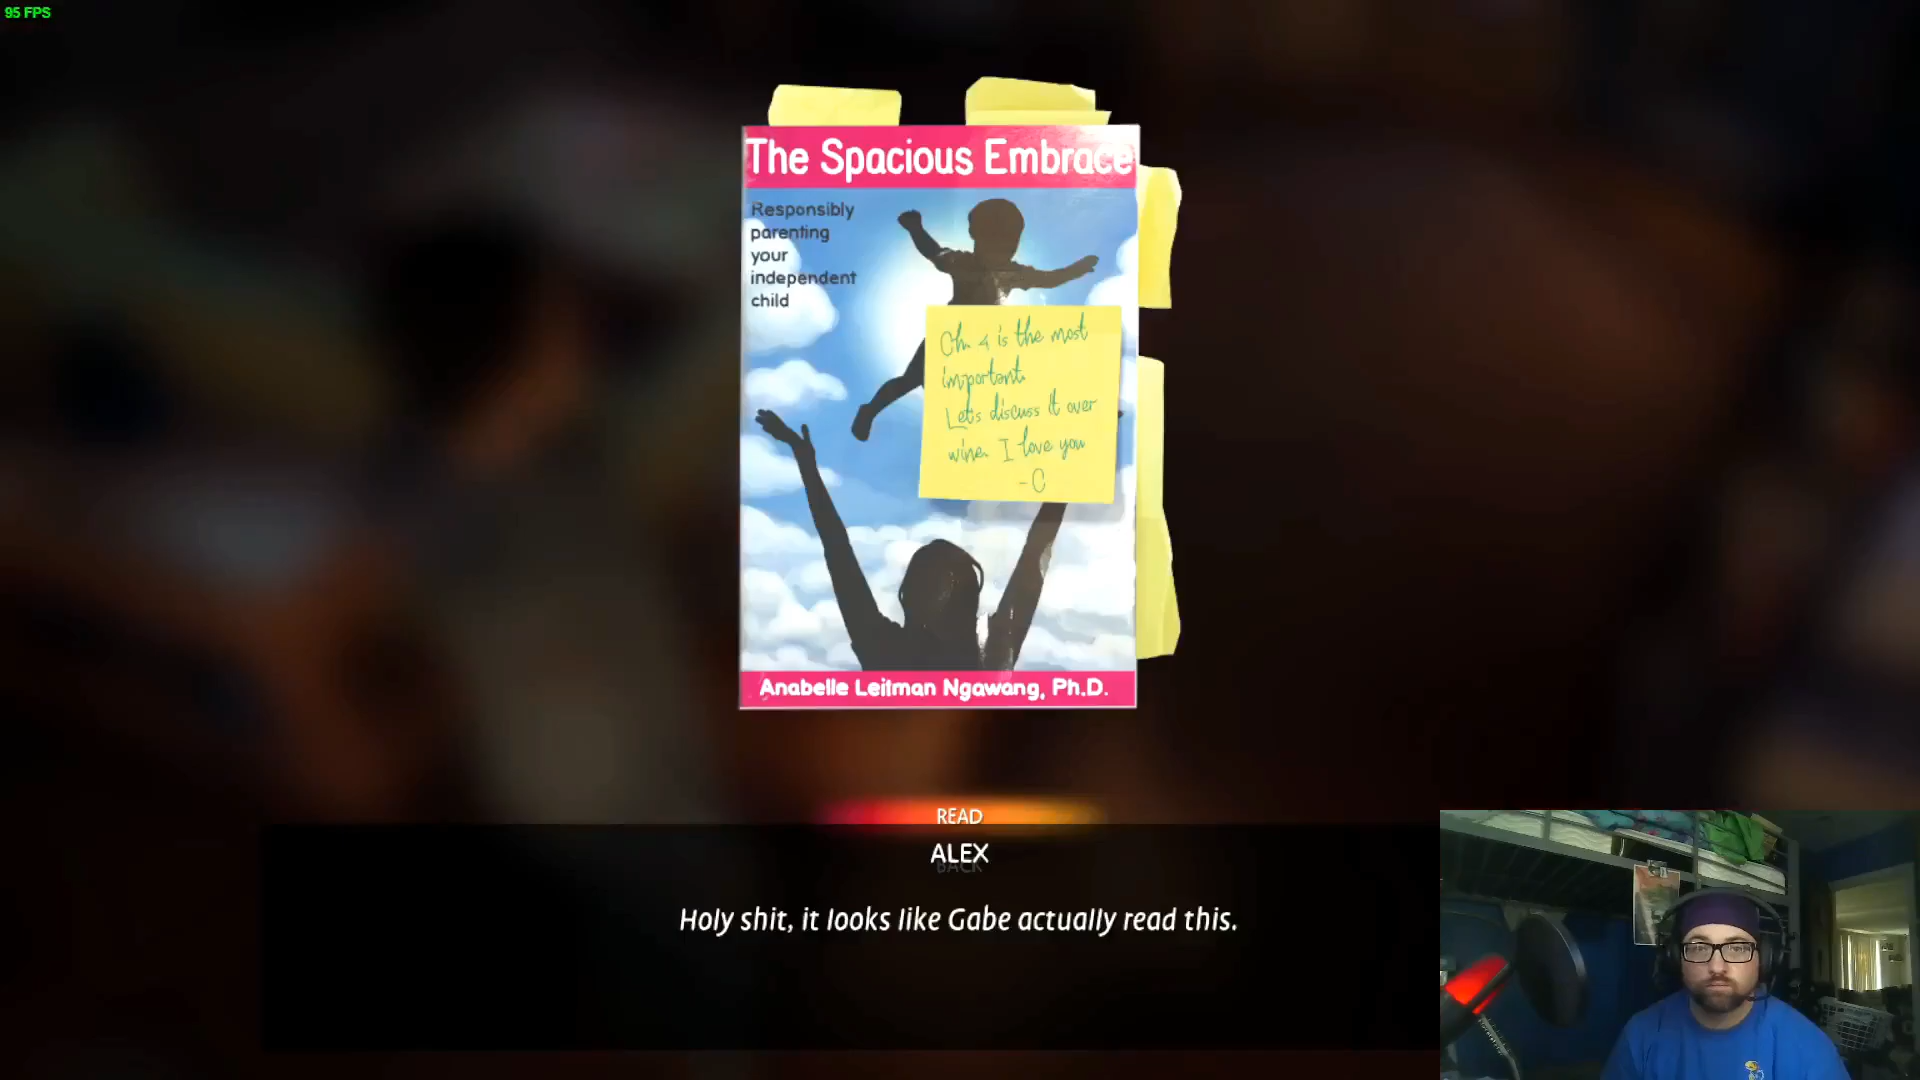 95 FPS
The Spacious Embrace
Responsibly
parenting
your
independent
child
Ch. 4 is the most
important.
Let's discuss it over
wine. I love you
-C
Anabelle Leitman Ngawang, Ph.D.
READ
ALEX
BACK
Holy shit, it looks like Gabe actually read this.